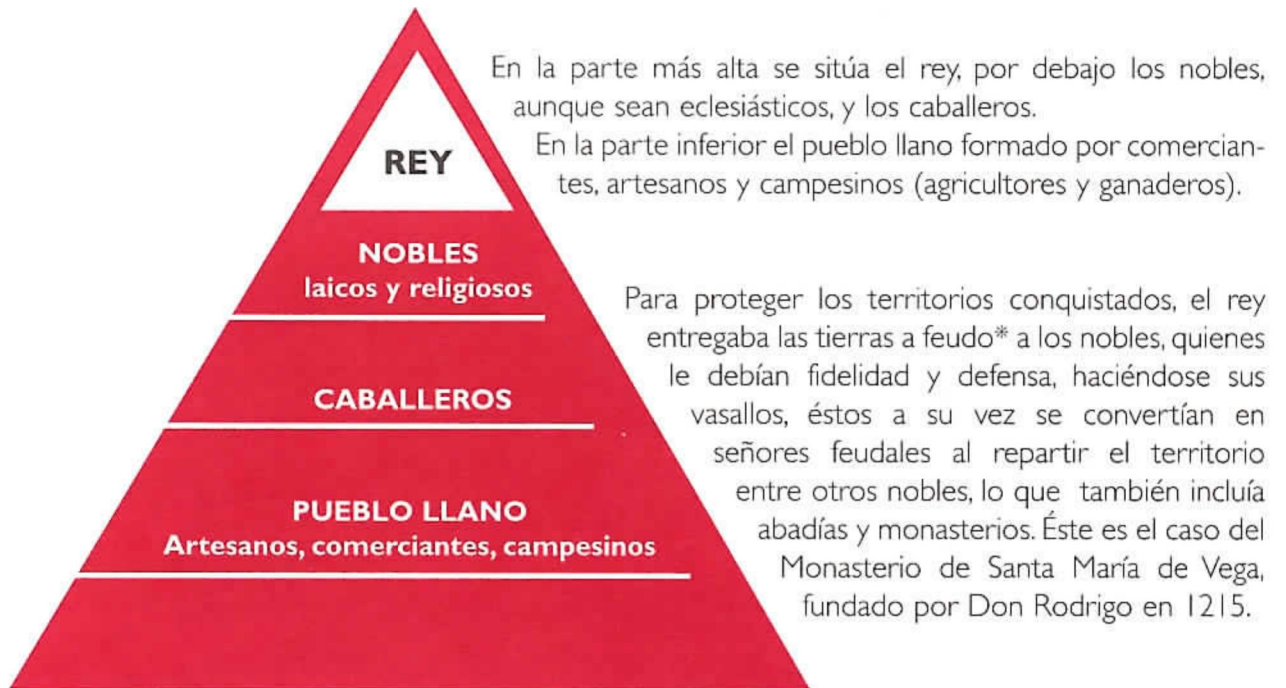 En la parte más alta se sitúa el rey, por debajo los nobles,
aunque sean eclesiásticos, y los caballeros.
En la parte inferior el pueblo llano formado por comercian-
tes, artesanos y campesinos (agricultores y ganaderos).
REY
NOBLES
laicos y religiosos
CABALLEROS
PUEBLO LLANO
Artesanos, comerciantes, campesinos
Para proteger los territorios conquistados, el rey
entregaba las tierras a feudo* a los nobles, quienes
le debían fidelidad y defensa, haciéndose sus
vasallos, éstos a su vez se convertían en
señores feudales al repartir el territorio
entre otros nobles, lo que también incluía
abadías y monasterios. Éste es el caso del
Monasterio de Santa María de Vega,
fundado por Don Rodrigo en 1215.